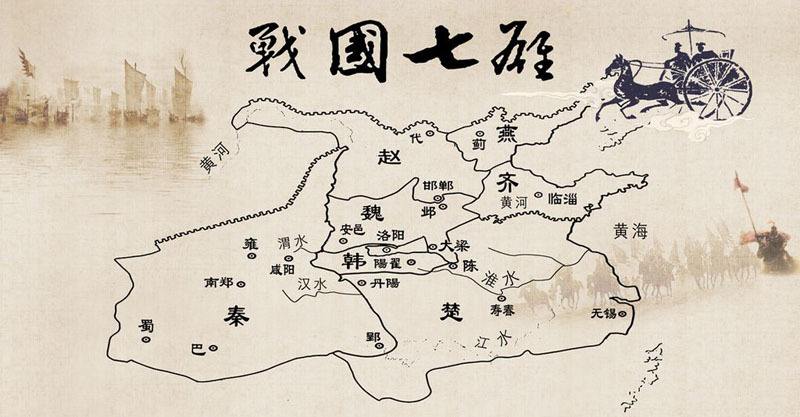 戰國七雄
代
蓟
燕
赵
黄河
邯郸
齐
临淄
黄河
邺
魏
安邑
洛阳
大梁
黄海
雍
渭水
咸阳
韩
陽翟
陈
淮水
南郑
汉水
丹陽
秦
楚
寿春
无锡
蜀
巴
郢
江水